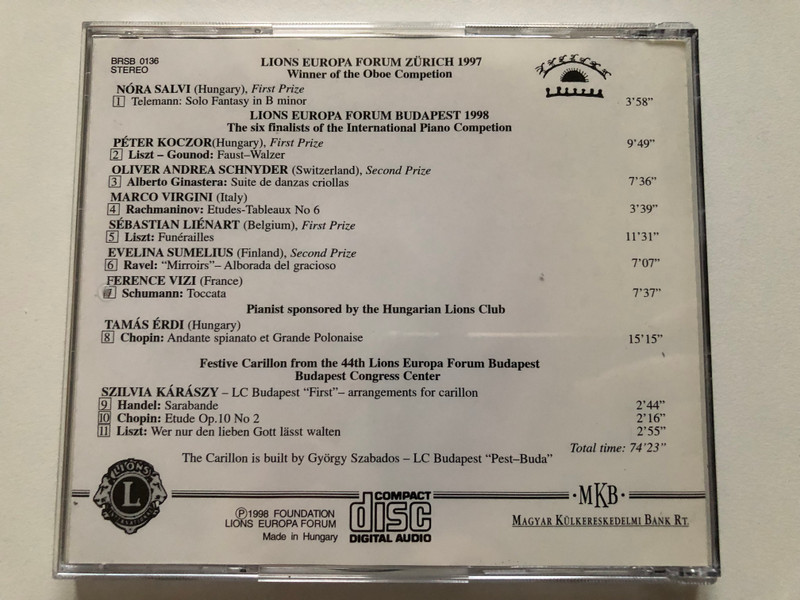 BRSB 0136
STEREO
LIONS EUROPA FORUM ZÜRICH 1997
Winner of the Oboe Competion
NÓRA SALVI (Hungary), First Prize
1 Telemann: Solo Fantasy in B minor 3'58"
LIONS EUROPA FORUM BUDAPEST 1998
The six finalists of the International Piano Competion
PÉTER KOCZOR(Hungary), First Prize 9'49"
2 Liszt – Gounod: Faust–Walzer
OLIVER ANDREA SCHNYDER (Switzerland), Second Prize
3 Alberto Ginastera: Suite de danzas criollas 7'36"
MARCO VIRGINI (Italy)
4 Rachmaninov: Etudes-Tableaux No 6 3'39"
SÉBASTIAN LIÉNART (Belgium), First Prize
5 Liszt: Funérailles 11'31"
EVELINA SUMELIUS (Finland), Second Prize
6 Ravel: "Mirroirs"– Alborada del gracioso 7'07"
FERENCE VIZI (France)
7 Schumann: Toccata 7'37"
Pianist sponsored by the Hungarian Lions Club
TAMÁS ÉRDI (Hungary)
8 Chopin: Andante spianato et Grande Polonaise 15'15"
Festive Carillon from the 44th Lions Europa Forum Budapest
Budapest Congress Center
SZILVIA KÁRÁSZY – LC Budapest "First"– arrangements for carillon
9 Handel: Sarabande 2'44"
10 Chopin: Etude Op.10 No 2 2'16"
11 Liszt: Wer nur den lieben Gott lässt walten 2'55"
Total time: 74'23"
The Carillon is built by György Szabados – LC Budapest "Pest–Buda"
LIONS
L
INTERNATIONAL
Ⓟ1998 FOUNDATION
LIONS EUROPA FORUM
Made in Hungary
COMPACT
disc
DIGITAL AUDIO
·MKB·
MAGYAR KÜLKERESKEDELMI BANK RT.